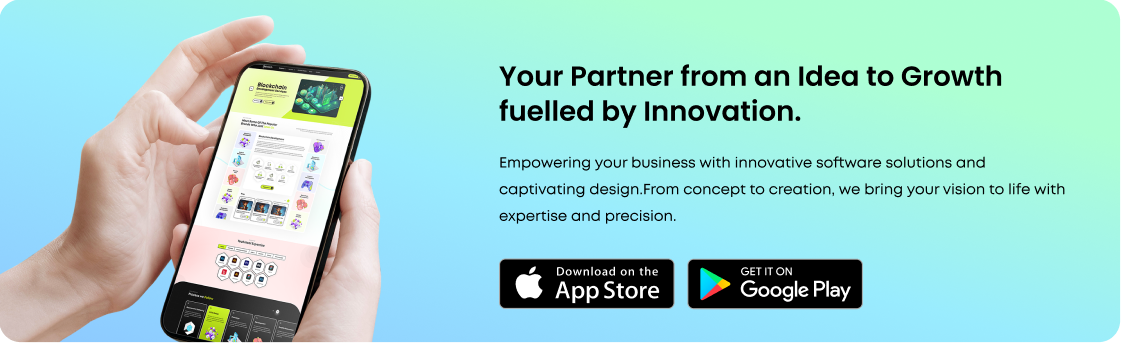 Blockchain
Your Partner from an Idea to Growth
fuelled by Innovation.
Empowering your business with innovative software solutions and
captivating design.From concept to creation, we bring your vision to life with
expertise and precision.
Download on the
App Store
GET IT ON
Google Play